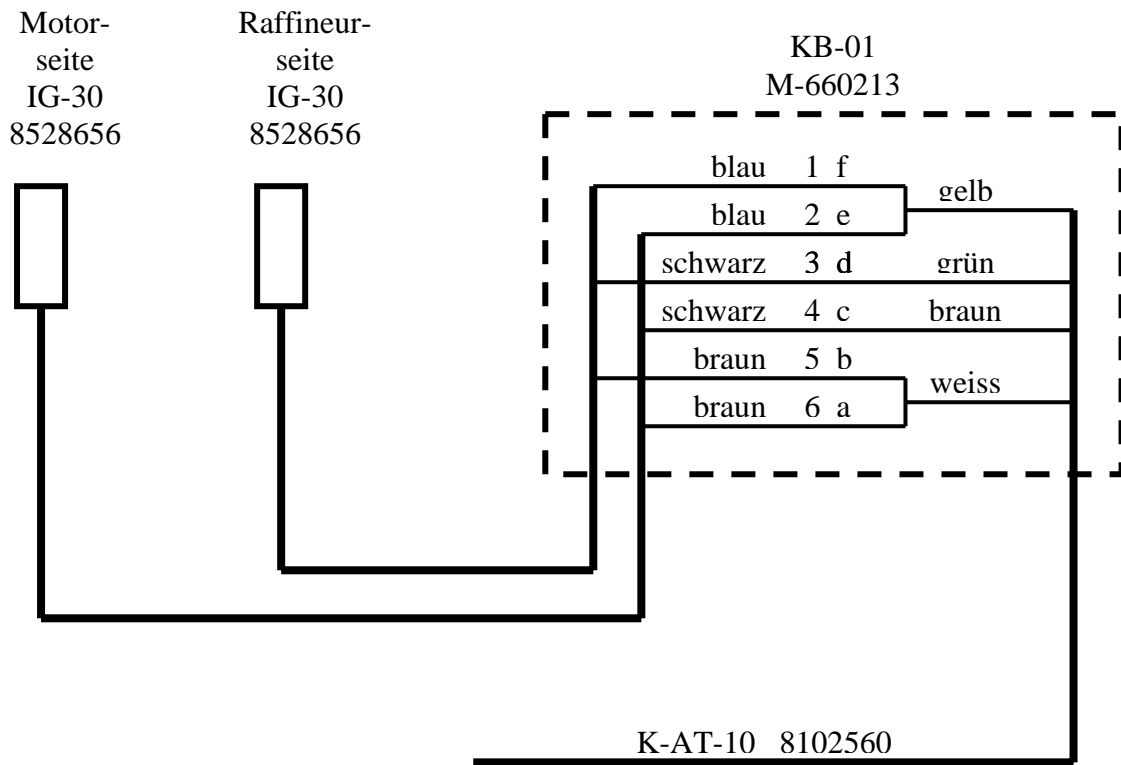 Motor-
seite
IG-30
8528656
Raffineur-
seite
IG-30
8528656
KB-01
M-660213
blau 1 f
gelb
blau 2 e
schwarz 3 d grün
schwarz 4 c braun
braun 5 b
weiss
braun 6 a
K-AT-10 8102560